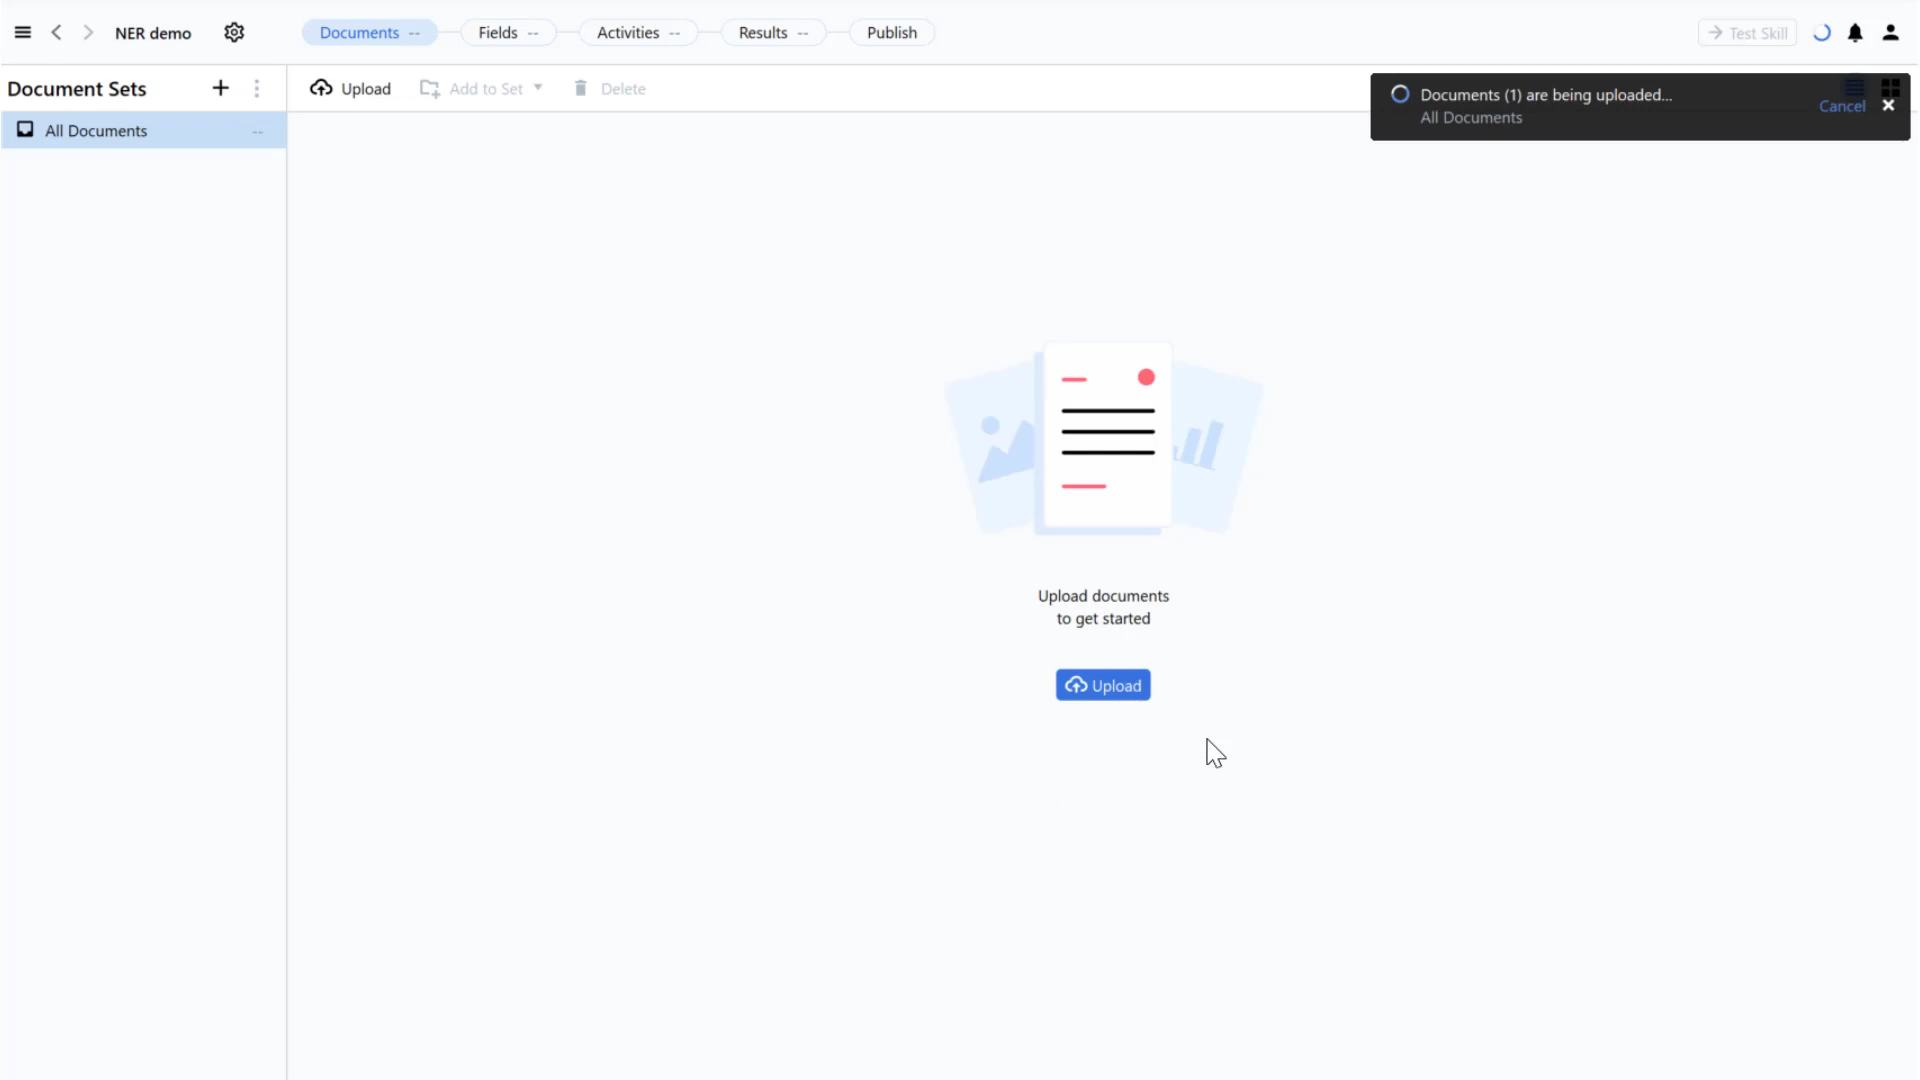 NER demo
Documents --
Fields --
Activities --
Results --
Publish
Test Skill
Document Sets
Upload
Add to Set
Delete
Documents (1) are being uploaded...
All Documents
Cancel
All Documents --
Upload documents
to get started
Upload